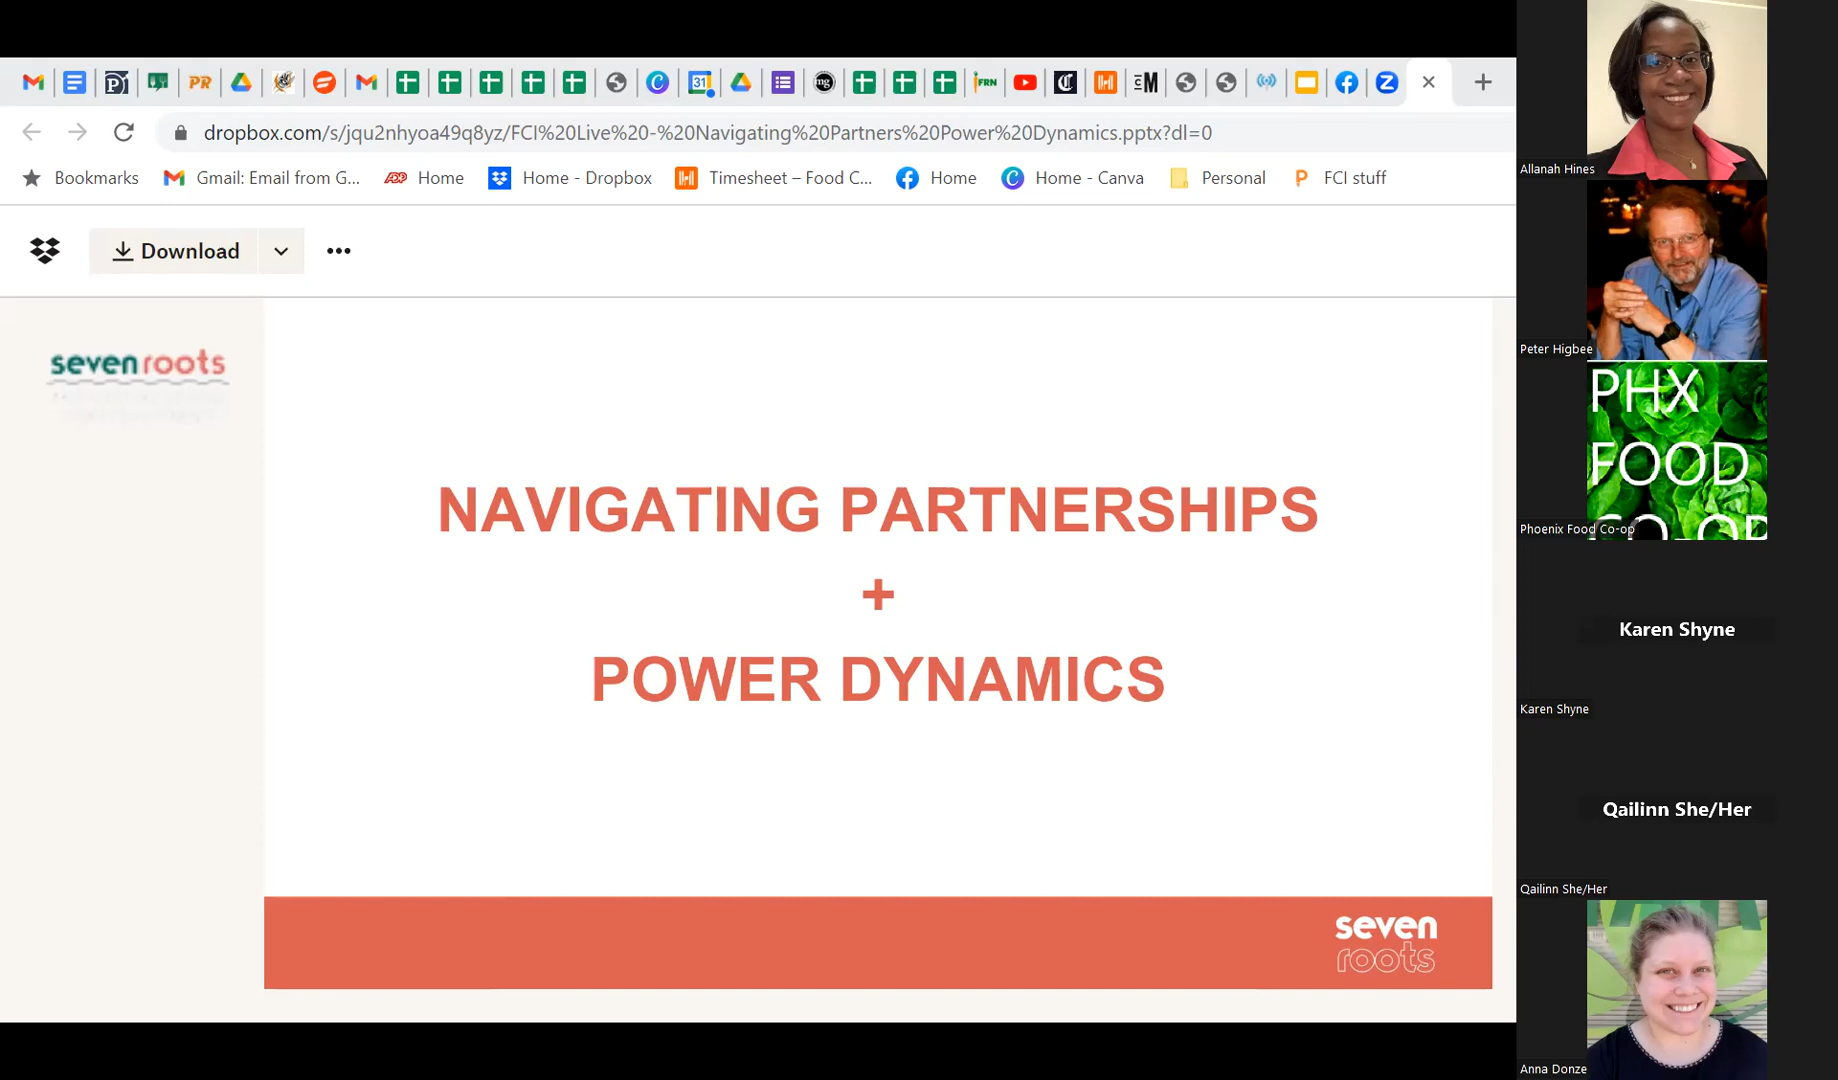 dropbox.com/s/jqu2nhyoa49q8yz/FCI%20Live%20-%20Navigating%20Partners%20Power%20Dynamics.pptx?dl=0
Bookmarks Gmail: Email from G... Home Home - Dropbox Timesheet – Food C... Home Home - Canva Personal FCI stuff
Download
sevenroots
NAVIGATING PARTNERSHIPS
+
POWER DYNAMICS
seven
roots
Allanah Hines
Peter Higbee
PHX
FOOD
CO-OP
Phoenix Food Co-op
Karen Shyne
Karen Shyne
Qailinn She/Her
Qailinn She/Her
Anna Donze